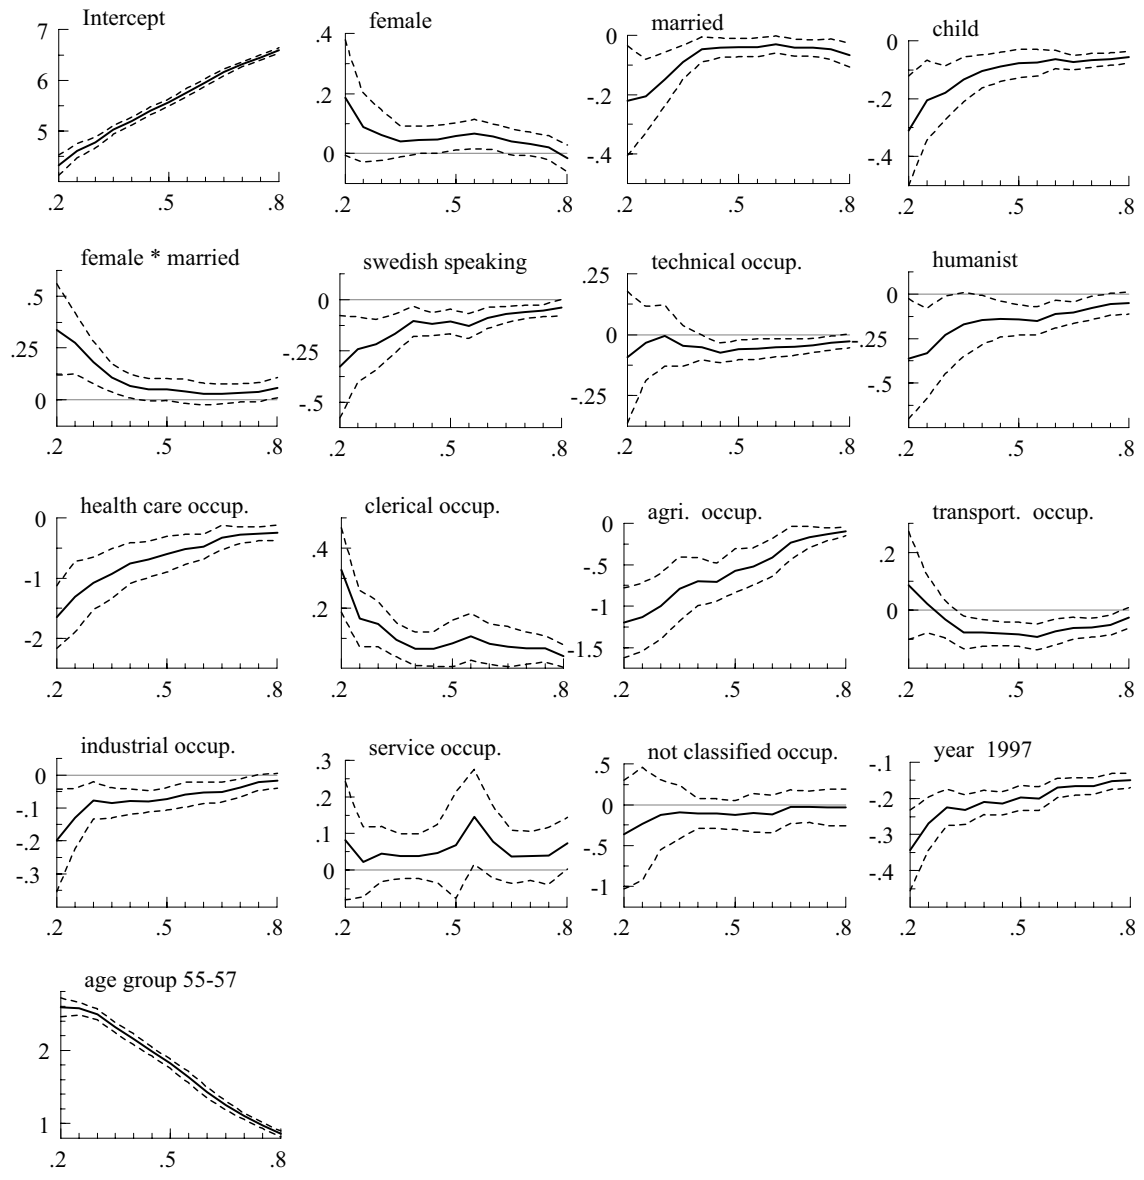 Intercept
7
6
5
.2 .5 .8
female
.4
.2
0
.2 .5 .8
married
0
-.2
-.4
.2 .5 .8
child
0
-.2
-.4
.2 .5 .8
female * married
.5
.25
0
.2 .5 .8
swedish speaking
0
-.25
-.5
.2 .5 .8
technical occup.
.25
0
-.25
.2 .5 .8
humanist
0
-.25
-.5
.2 .5 .8
health care occup.
0
-1
-2
.2 .5 .8
clerical occup.
.4
.2
.2 .5 .8
agri. occup.
0
-.5
-1
-1.5
.2 .5 .8
transport. occup.
.2
0
.2 .5 .8
industrial occup.
0
-.1
-.2
-.3
.2 .5 .8
service occup.
.3
.2
.1
0
.2 .5 .8
not classified occup.
.5
0
-.5
-1
.2 .5 .8
year 1997
-.1
-.2
-.3
-.4
.2 .5 .8
age group 55-57
2
1
.2 .5 .8